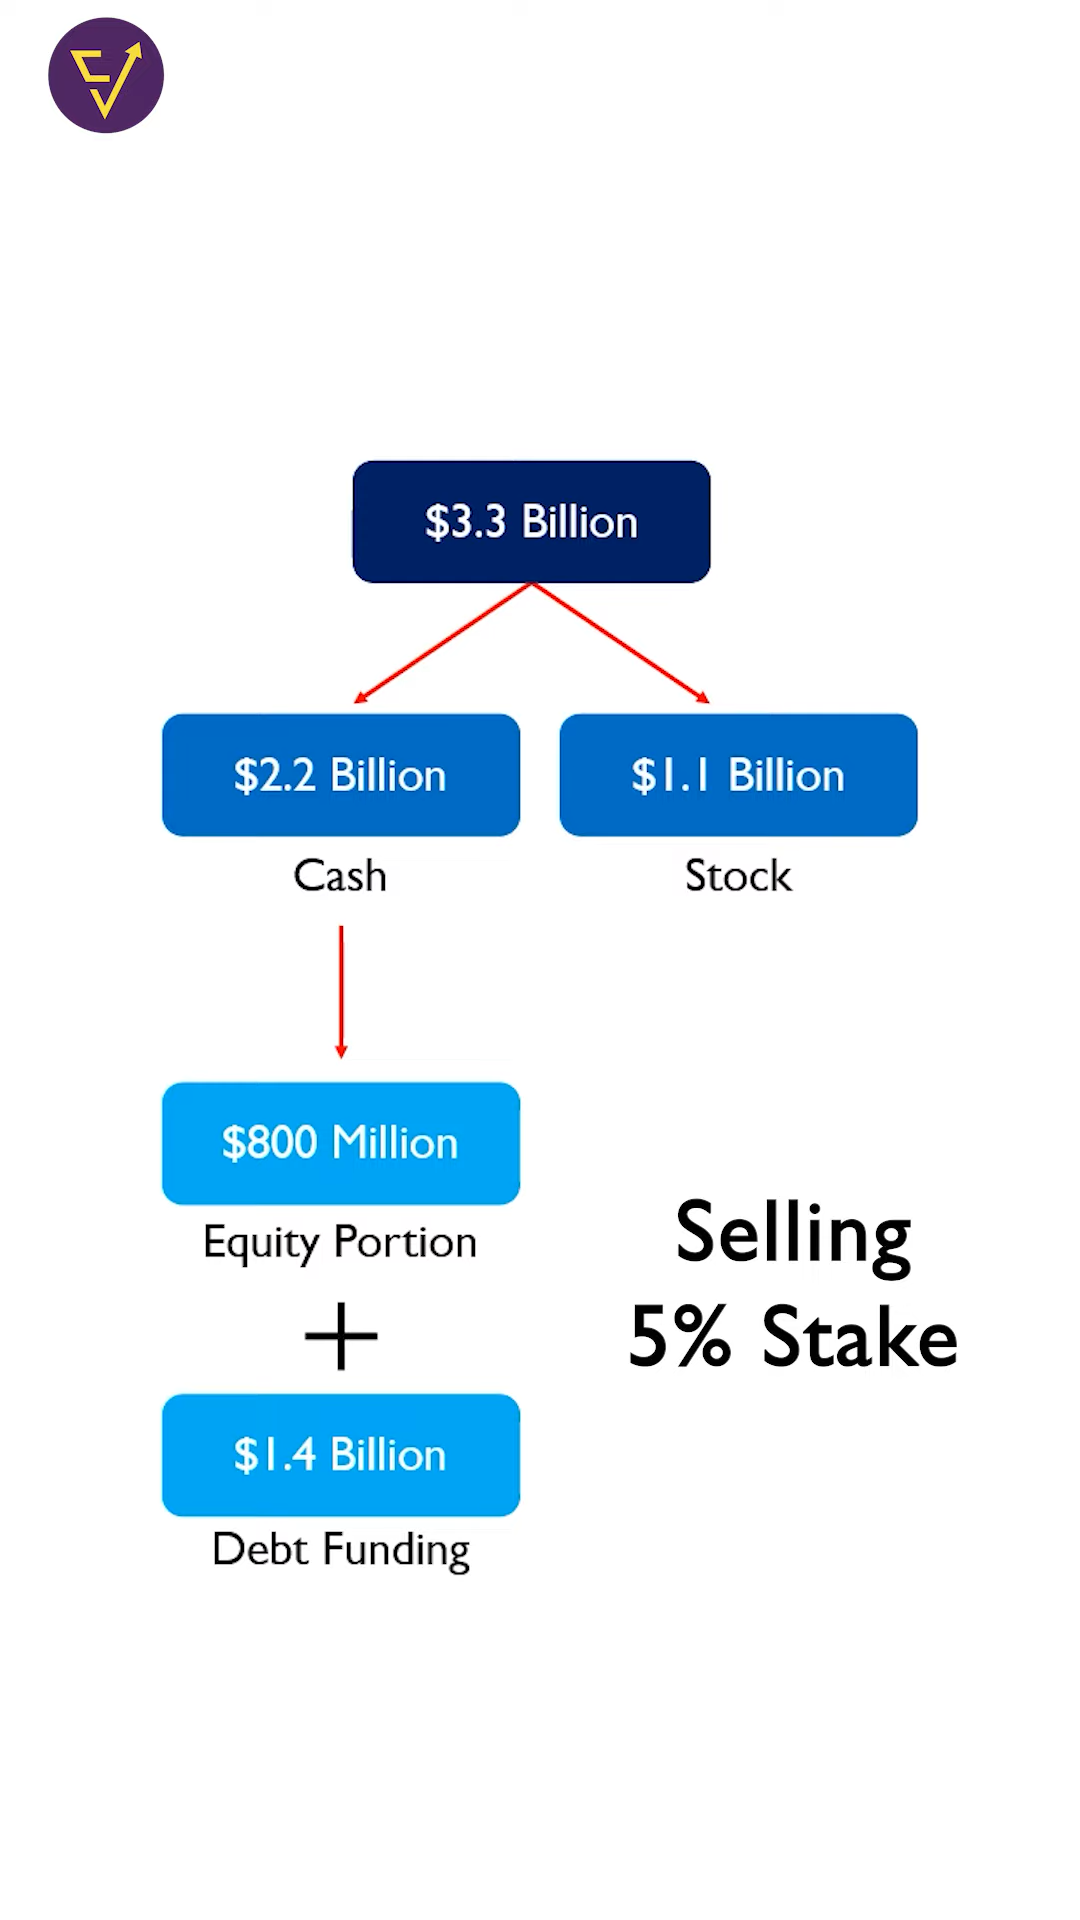 $3.3 Billion
$2.2 Billion
$1.1 Billion
Cash
Stock
$800 Million
Equity Portion
+
$1.4 Billion
Debt Funding
Selling
5% Stake